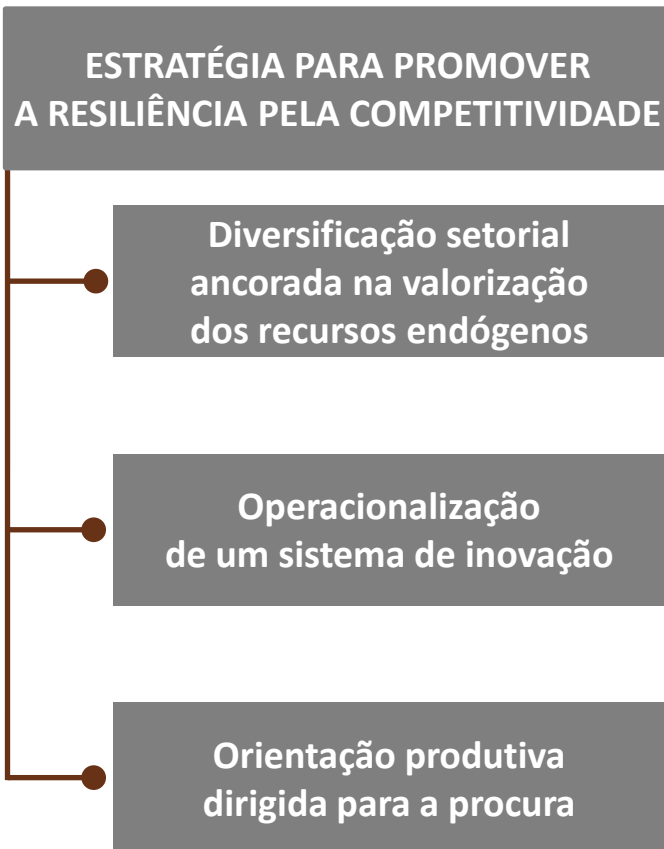 ESTRATÉGIA PARA PROMOVER
A RESILIÊNCIA PELA COMPETITIVIDADE
Diversificação setorial
ancorada na valorização
dos recursos endógenos
Operacionalização
de um sistema de inovação
Orientação produtiva
dirigida para a procura